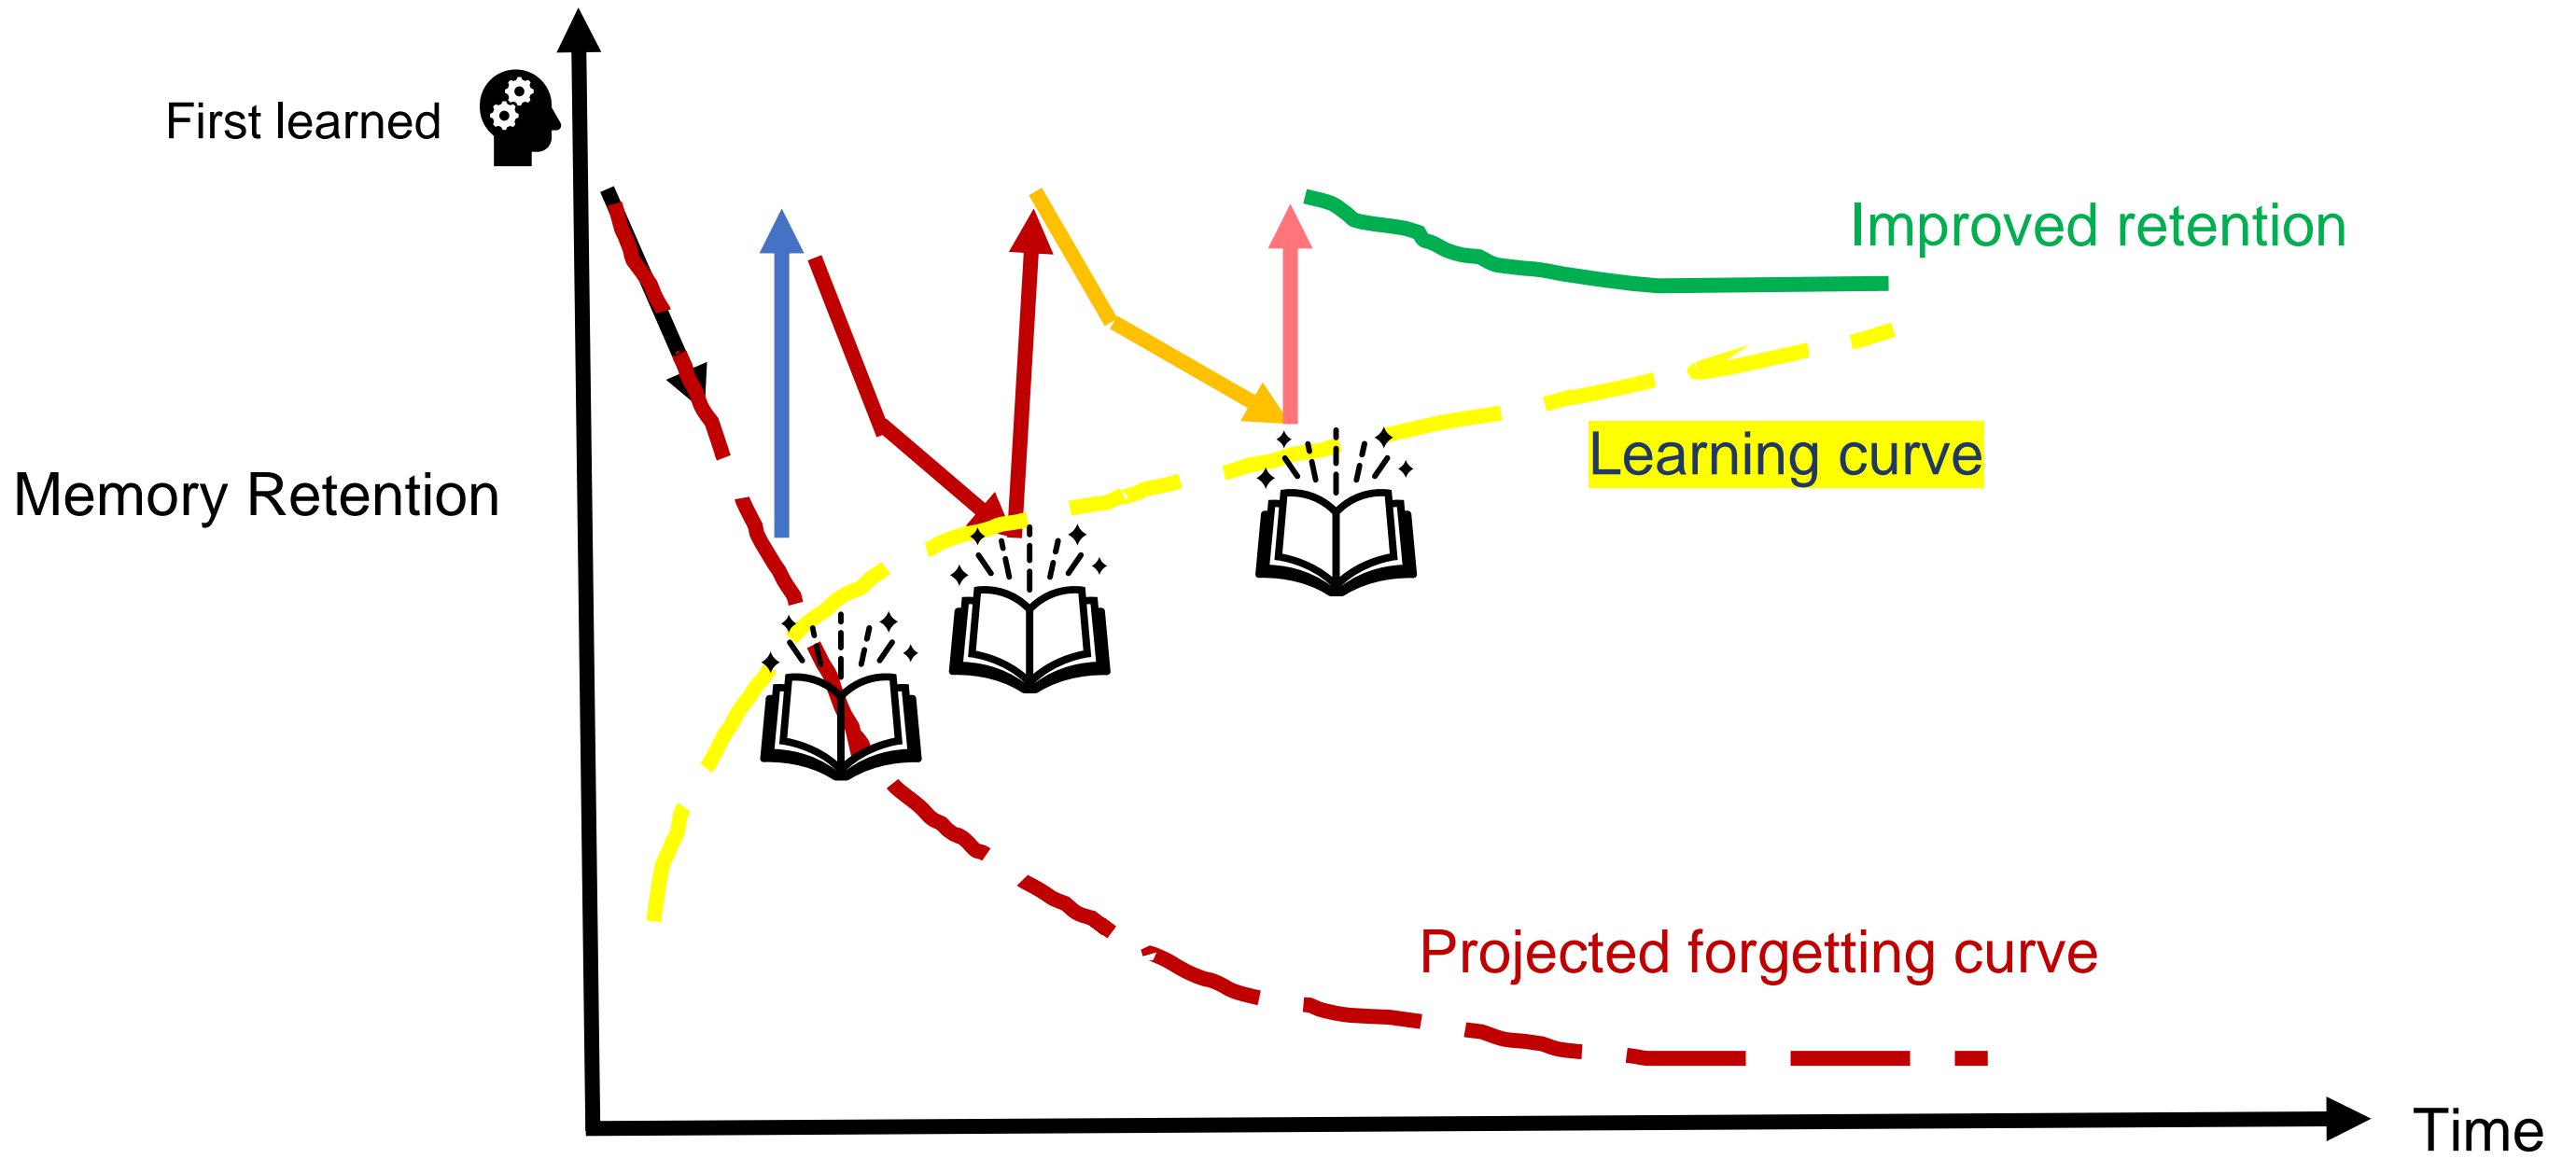 First learned
Improved retention
Learning curve
Memory Retention
Projected forgetting curve
Time